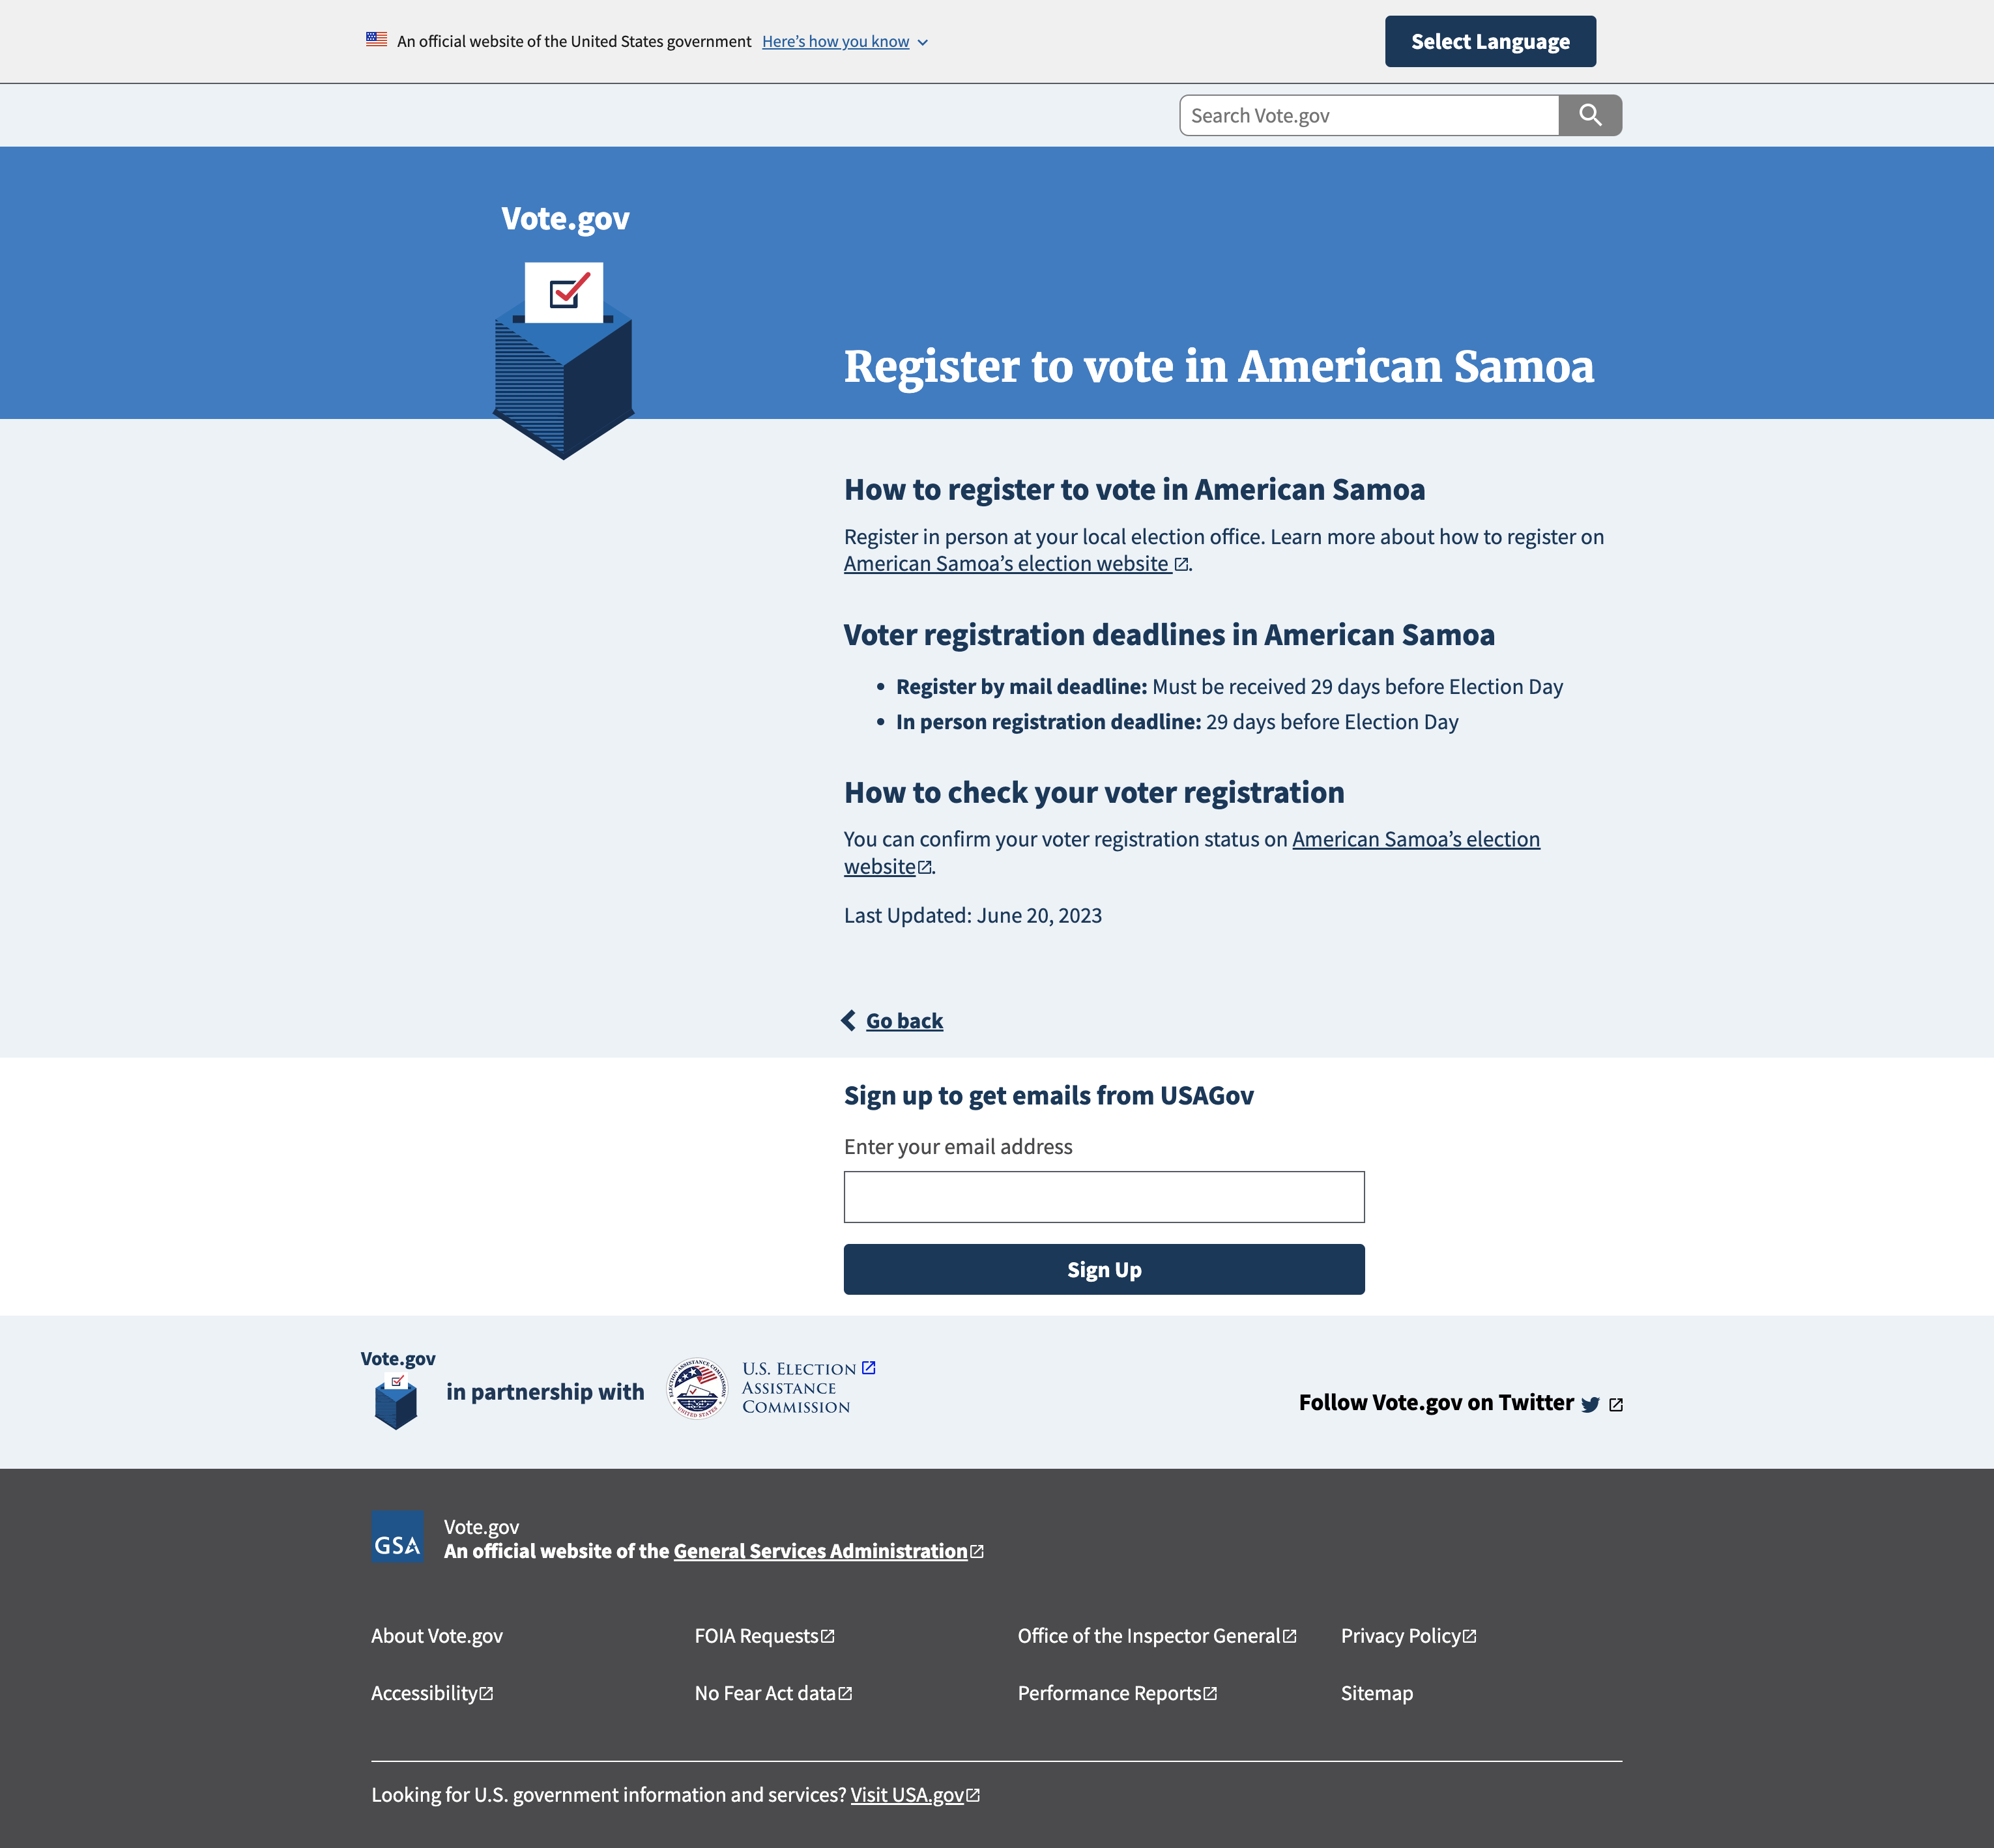 An official website of the United States government Here's how you know
Select Language
Search Vote.gov
Vote.gov
Register to vote in American Samoa
How to register to vote in American Samoa
Register in person at your local election office. Learn more about how to register on
American Samoa's election website.
Voter registration deadlines in American Samoa
• Register by mail deadline: Must be received 29 days before Election Day
• In person registration deadline: 29 days before Election Day
How to check your voter registration
You can confirm your voter registration status on American Samoa's election
website.
Last Updated: June 20, 2023
Go back
Sign up to get emails from USAGov
Enter your email address
Sign Up
Vote.gov
in partnership with
ELECTION ASSISTANCE COMMISSION
UNITED STATES
U.S. ELECTION
ASSISTANCE
COMMISSION
Follow Vote.gov on Twitter
GSA
Vote.gov
An official website of the General Services Administration
About Vote.gov
FOIA Requests
Office of the Inspector General
Privacy Policy
Accessibility
No Fear Act data
Performance Reports
Sitemap
Looking for U.S. government information and services? Visit USA.gov